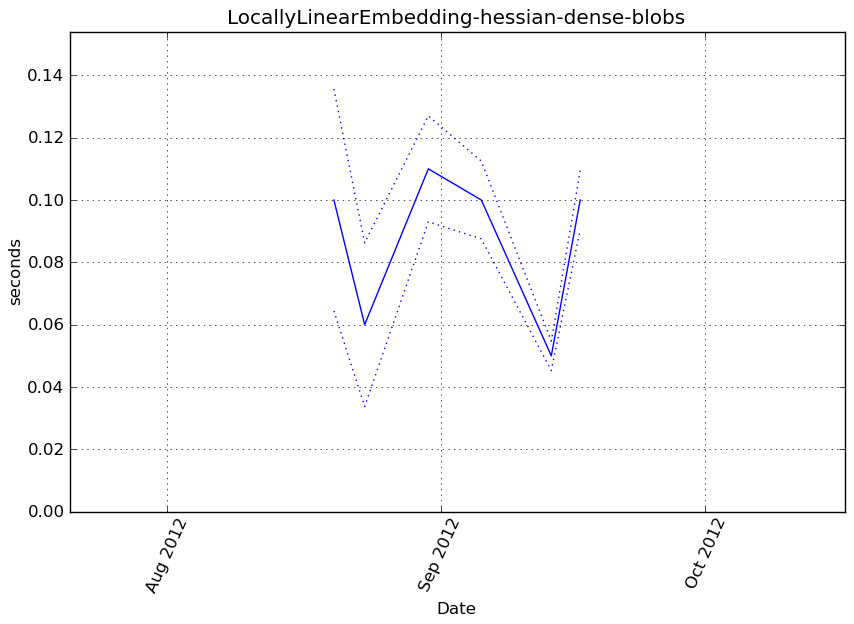 LocallyLinearEmbedding-hessian-dense-blobs
0.14
0.12
0.10
0.08
0.06
0.04
0.02
0.00
seconds
Aug 2012
Sep 2012
Oct 2012
Date